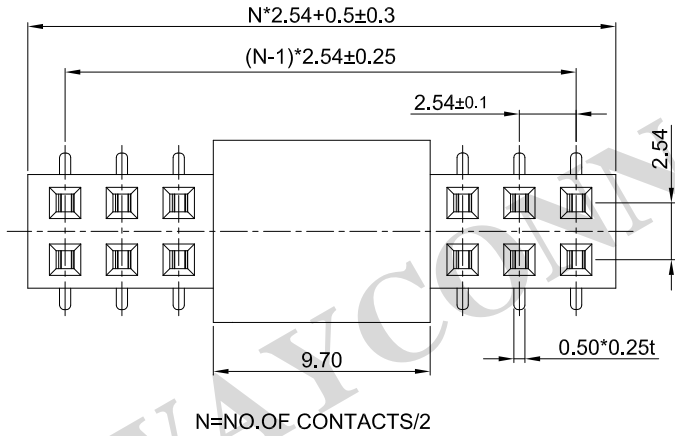 N*2.54+0.5±0.3
(N-1)*2.54±0.25
2.54±0.1
2.54
9.70
0.50*0.25t
N=NO.OF CONTACTS/2
WAYCONN